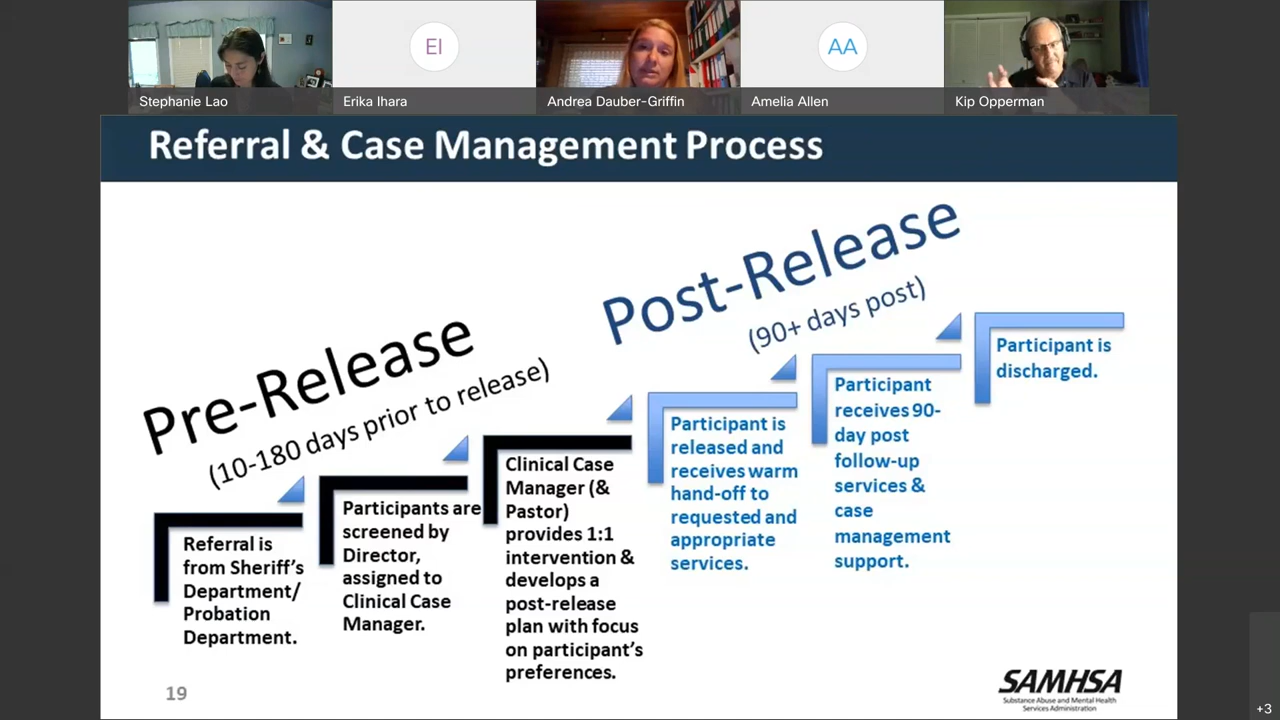 EI
AA
Stephanie Lao
Erika Ihara
Andrea Dauber-Griffin
Amelia Allen
Kip Opperman
Referral & Case Management Process
Pre-Release
(10-180 days prior to release)
Post-Release
(90+ days post)
Referral is
from Sheriff's
Department/
Probation
Department.
Participants are
screened by
Director,
assigned to
Clinical Case
Manager.
Clinical Case
Manager (&
Pastor)
provides 1:1
intervention &
develops a
post-release
plan with focus
on participant's
preferences.
Participant is
released and
receives warm
hand-off to
requested and
appropriate
services.
Participant
receives 90-
day post
follow-up
services &
case
management
support.
Participant is
discharged.
19
SAMHSA
Substance Abuse and Mental Health
Services Administration
+3